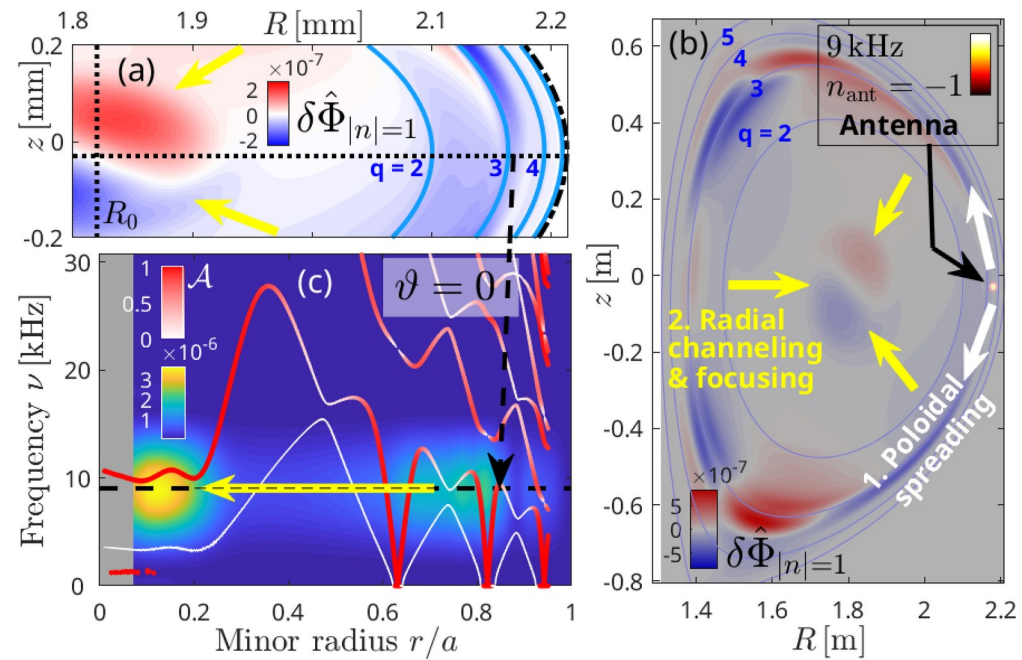 1.8 1.9 R [mm] 2.1 2.2
0.2
0
-0.2
z [mm]
(a)
×10⁻⁷
2
0
-2
δΦ̂|n|=1
q = 2 3 4
R₀
30
20
10
0
Frequency ν [kHz]
1
0.5
0
𝒜
×10⁻⁶
3
2
1
(c)
ϑ = 0
0 0.2 0.4 0.6 0.8 1
Minor radius r/a
(b)
0.6
0.4
0.2
0
-0.2
-0.4
-0.6
-0.8
z [m]
5
4
3
q = 2
9 kHz
nant = −1
Antenna
2. Radial
channeling
& focusing
1. Poloidal
spreading
×10⁻⁷
5
0
-5
δΦ̂|n|=1
1.4 1.6 1.8 2 2.2
R [m]